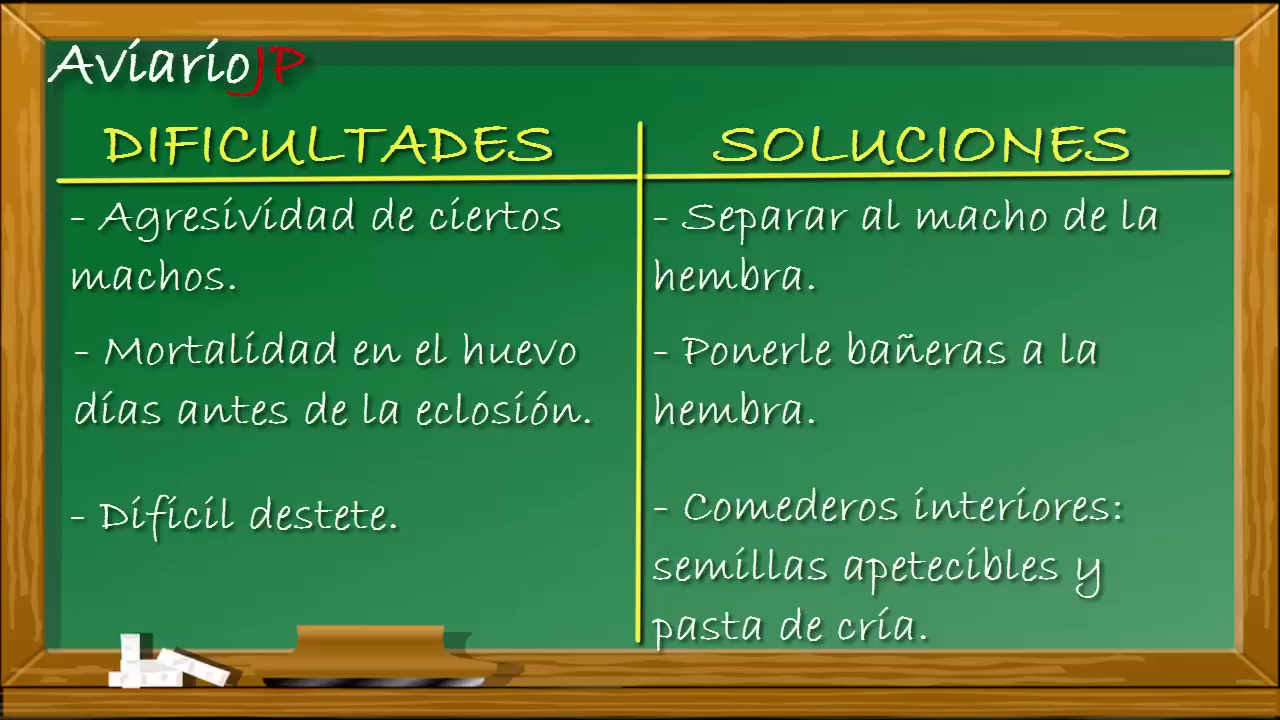 AviarioJP
DIFICULTADES
SOLUCIONES
- Agresividad de ciertos
machos.
- Separar al macho de la
hembra.
- Mortalidad en el huevo
días antes de la eclosión.
- Ponerle bañeras a la
hembra.
- Difícil destete.
- Comederos interiores:
semillas apetecibles y
pasta de cría.